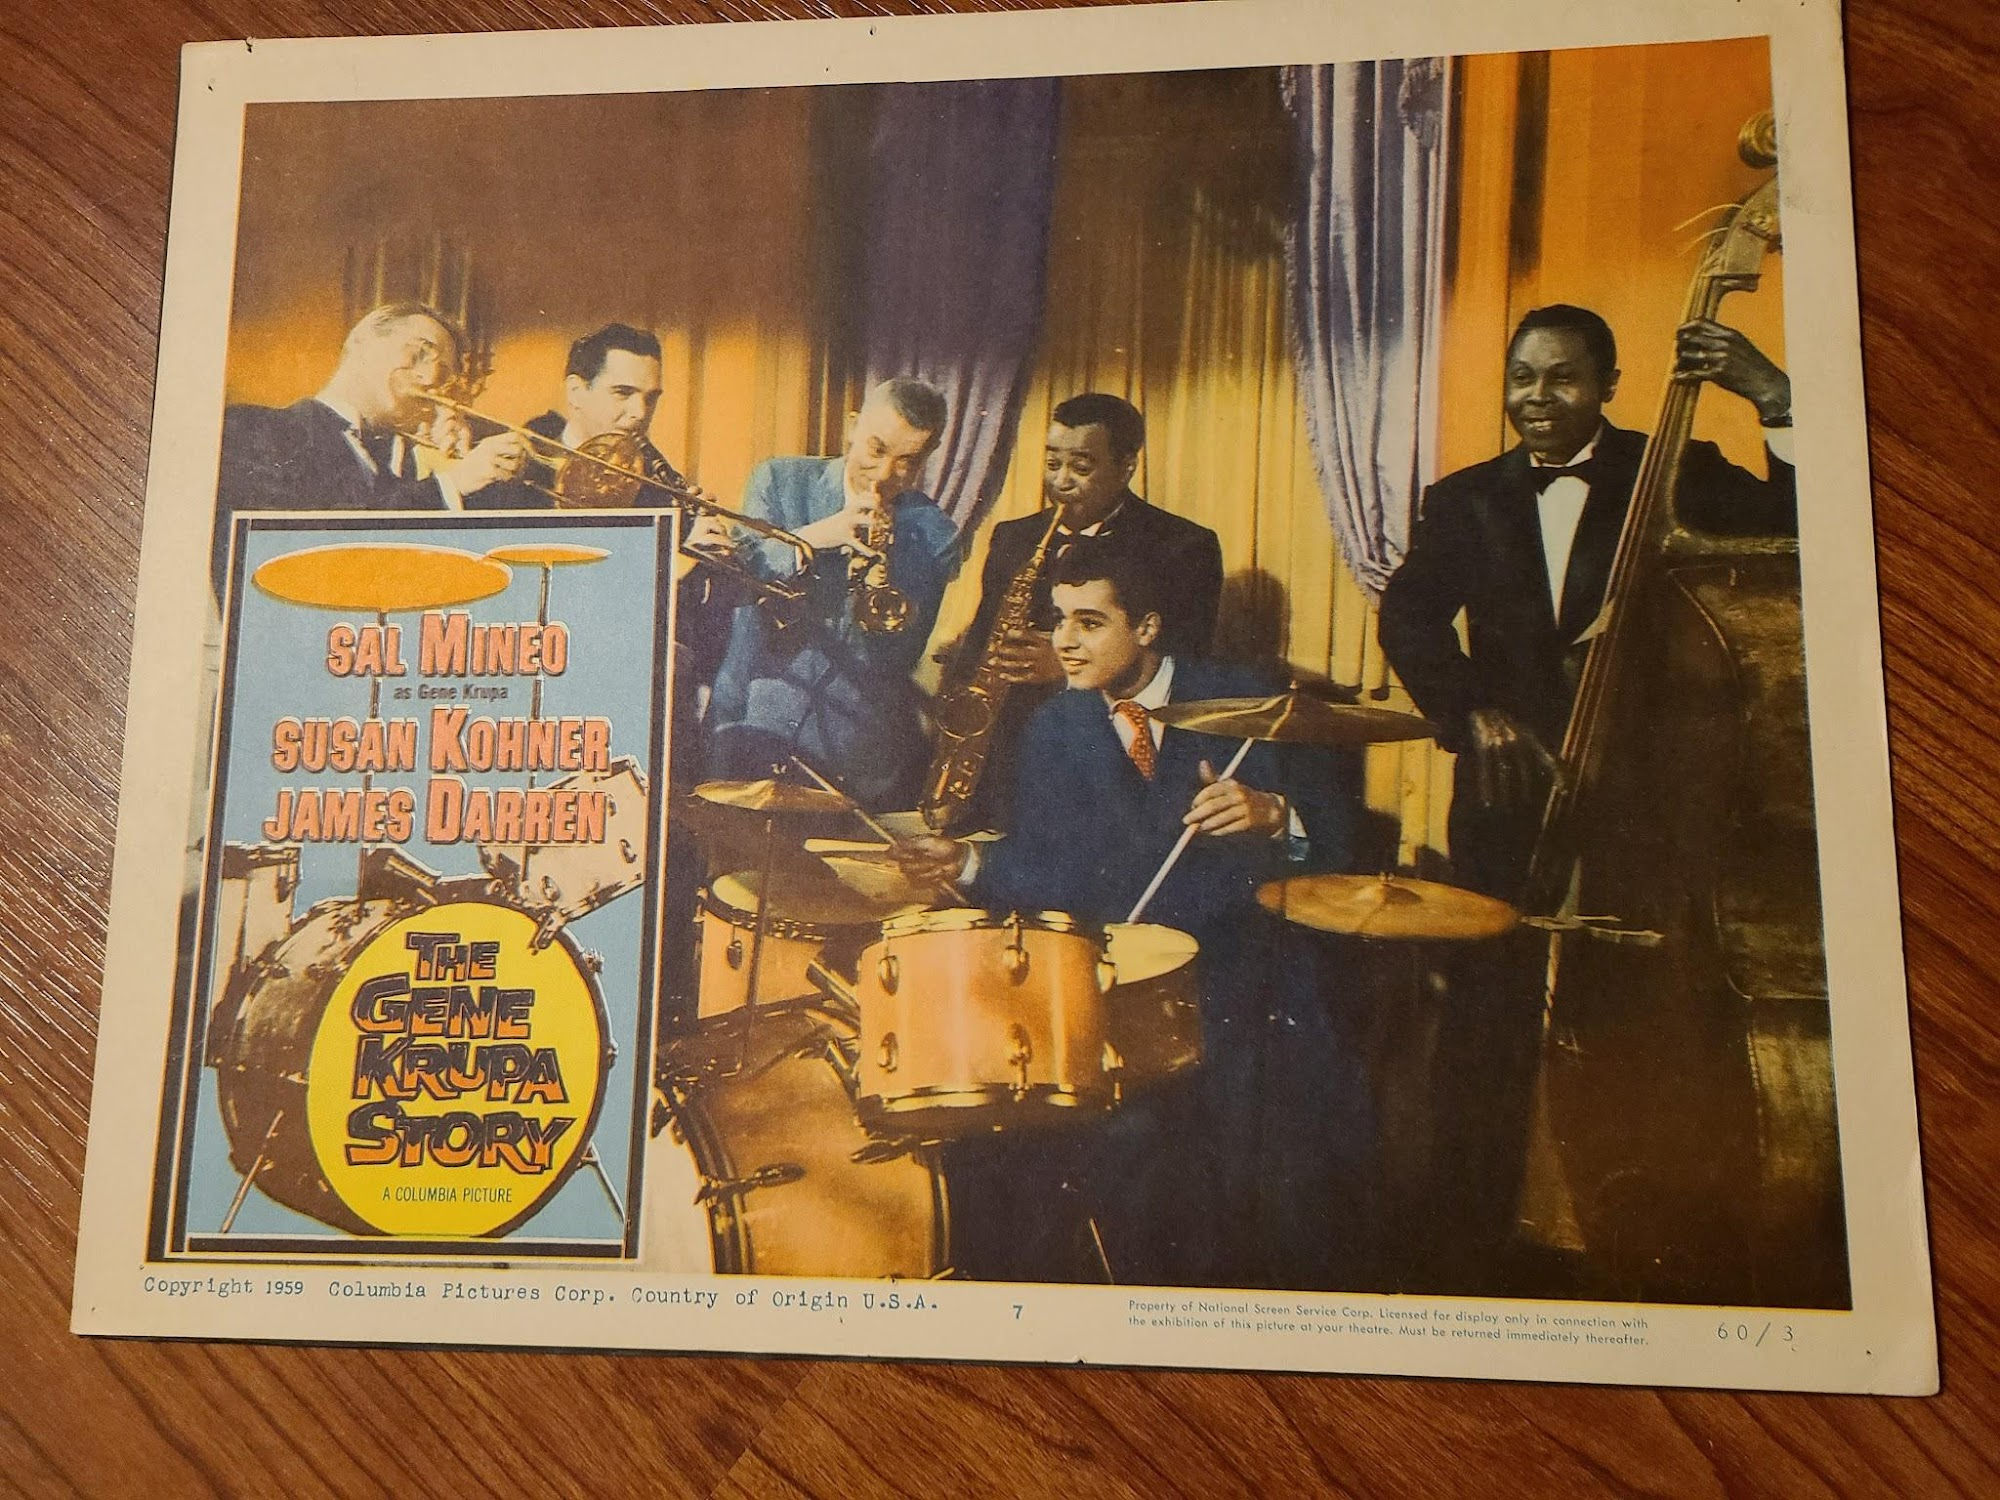 SAL MINEO
as Gene Krupa
SUSAN KOHNER
JAMES DARREN
THE
GENE
KRUPA
STORY
A COLUMBIA PICTURE
Copyright 1959 Columbia Pictures Corp. Country of Origin U.S.A.
7
Property of National Screen Service Corp. Licensed for display only in connection with
the exhibition of this picture at your theatre. Must be returned immediately thereafter.
60/3